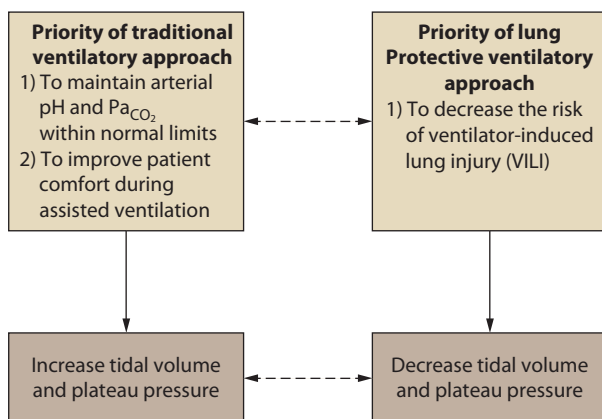 Priority of traditional
ventilatory approach
1) To maintain arterial
pH and PaCO₂
within normal limits
2) To improve patient
comfort during
assisted ventilation
Priority of lung
Protective ventilatory
approach
1) To decrease the risk
of ventilator-induced
lung injury (VILI)
Increase tidal volume
and plateau pressure
Decrease tidal volume
and plateau pressure